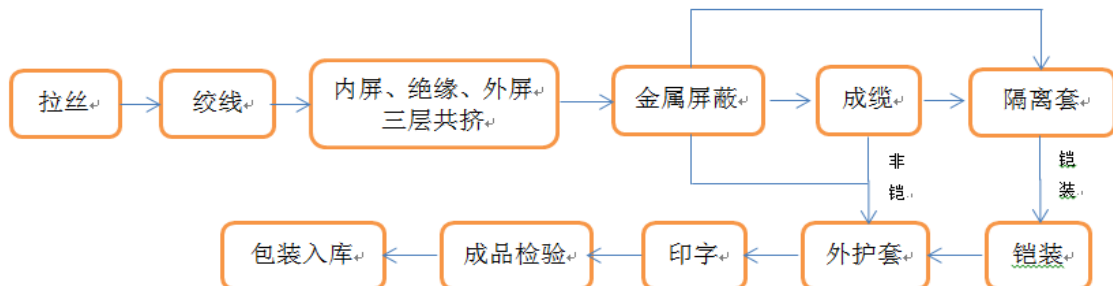 拉丝
绞线
内屏、绝缘、外屏
三层共挤
金属屏蔽
成缆
隔离套
非
铠
铠
装
包装入库
成品检验
印字
外护套
铠装